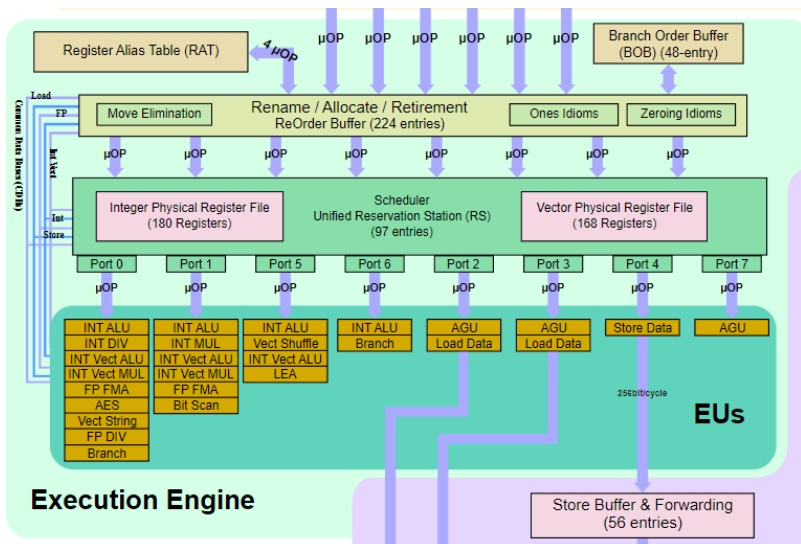 µOP µOP µOP µOP µOP µOP
Register Alias Table (RAT)
4 µOP
Branch Order Buffer
(BOB) (48-entry)
Load
FP
Common Data Buses (CDBs)
Int Vect
Int
Store
Move Elimination
Rename / Allocate / Retirement
ReOrder Buffer (224 entries)
Ones Idioms
Zeroing Idioms
µOP µOP µOP µOP µOP µOP µOP µOP
Integer Physical Register File
(180 Registers)
Scheduler
Unified Reservation Station (RS)
(97 entries)
Vector Physical Register File
(168 Registers)
Port 0 Port 1 Port 5 Port 6 Port 2 Port 3 Port 4 Port 7
µOP µOP µOP µOP µOP µOP µOP µOP
INT ALU
INT DIV
INT Vect ALU
INT Vect MUL
FP FMA
AES
Vect String
FP DIV
Branch
INT ALU
INT MUL
INT Vect ALU
INT Vect MUL
FP FMA
Bit Scan
INT ALU
Vect Shuffle
INT Vect ALU
LEA
INT ALU
Branch
AGU
Load Data
AGU
Load Data
Store Data
AGU
256bit/cycle
EUs
Execution Engine
Store Buffer & Forwarding
(56 entries)